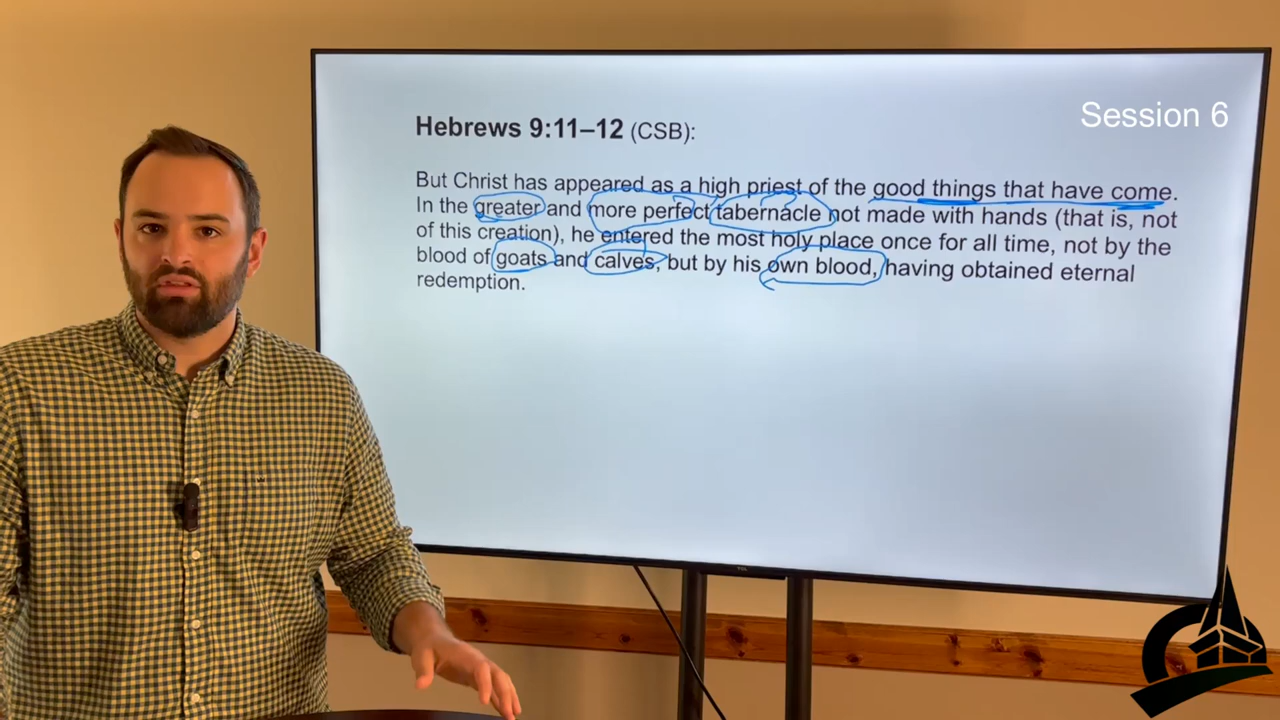 Session 6
Hebrews 9:11–12 (CSB):
But Christ has appeared as a high priest of the good things that have come.
In the greater and more perfect tabernacle not made with hands (that is, not
of this creation), he entered the most holy place once for all time, not by the
blood of goats and calves, but by his own blood, having obtained eternal
redemption.
TCL